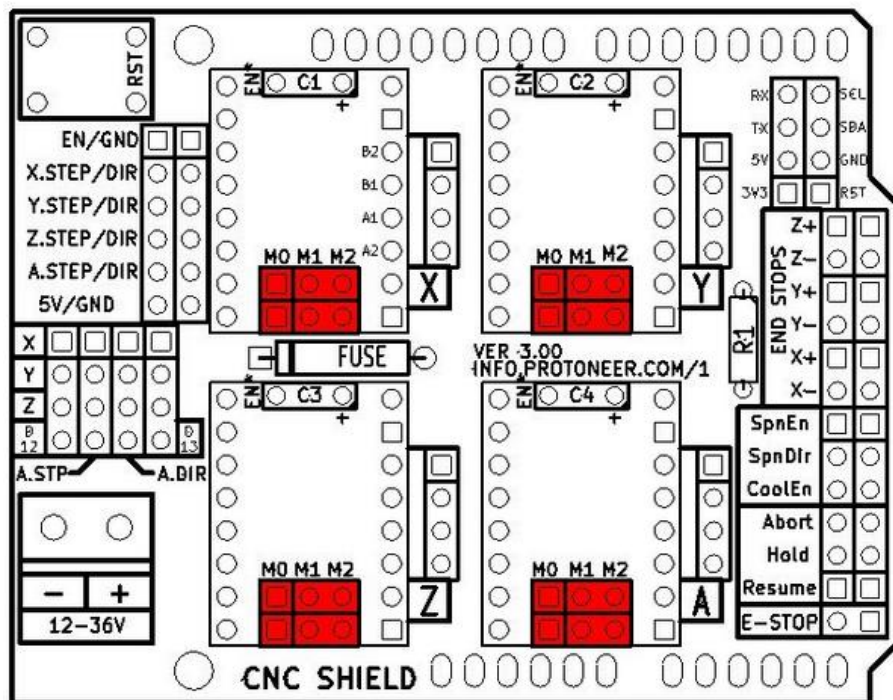 RST
EN/GND
X.STEP/DIR
Y.STEP/DIR
Z.STEP/DIR
A.STEP/DIR
5V/GND
X
Y
Z
D
12
D
13
A.STP
A.DIR
-
+
12-36V
EN*
C1
+
B2
B1
A1
A2
M0 M1 M2
X
EN*
C2
+
M0 M1 M2
Y
FUSE
VER 3.00
INFO.PROTONEER.COM/1
R1
EN*
C3
+
M0 M1 M2
Z
EN*
C4
+
M0 M1 M2
A
CNC SHIELD
RX SCL
TX SDA
5V GND
3V3 RST
END STOPS
Z+
Z-
Y+
Y-
X+
X-
SpnEn
SpnDir
CoolEn
Abort
Hold
Resume
E-STOP